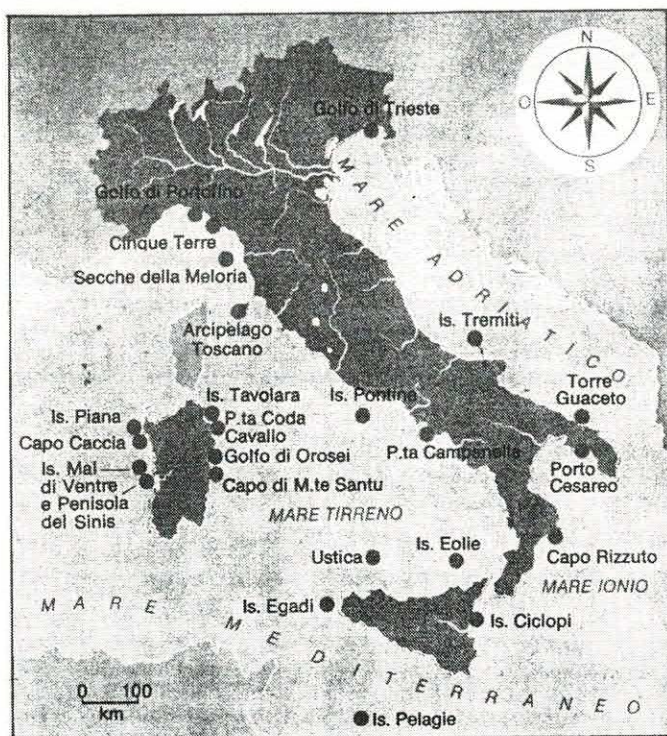 N
O
E
S
Golfo di Trieste
MARE ADRIATICO
Golfo di Portofino
Cinque Terre
Secche della Meloria
Arcipelago
Toscano
Is. Tremiti
Is. Tavolara
Is. Pontine
Torre
Guaceto
Is. Piana
P.ta Coda
Cavallo
Capo Caccia
P.ta Campanella
Golfo di Orosei
Porto
Cesareo
Is. Mal
di Ventre
e Penisola
del Sinis
Capo di M.te Santu
MARE TIRRENO
Ustica
Is. Eolie
Capo Rizzuto
MARE IONIO
Is. Egadi
Is. Ciclopi
MARE MEDITERRANEO
0 100
km
Is. Pelagie